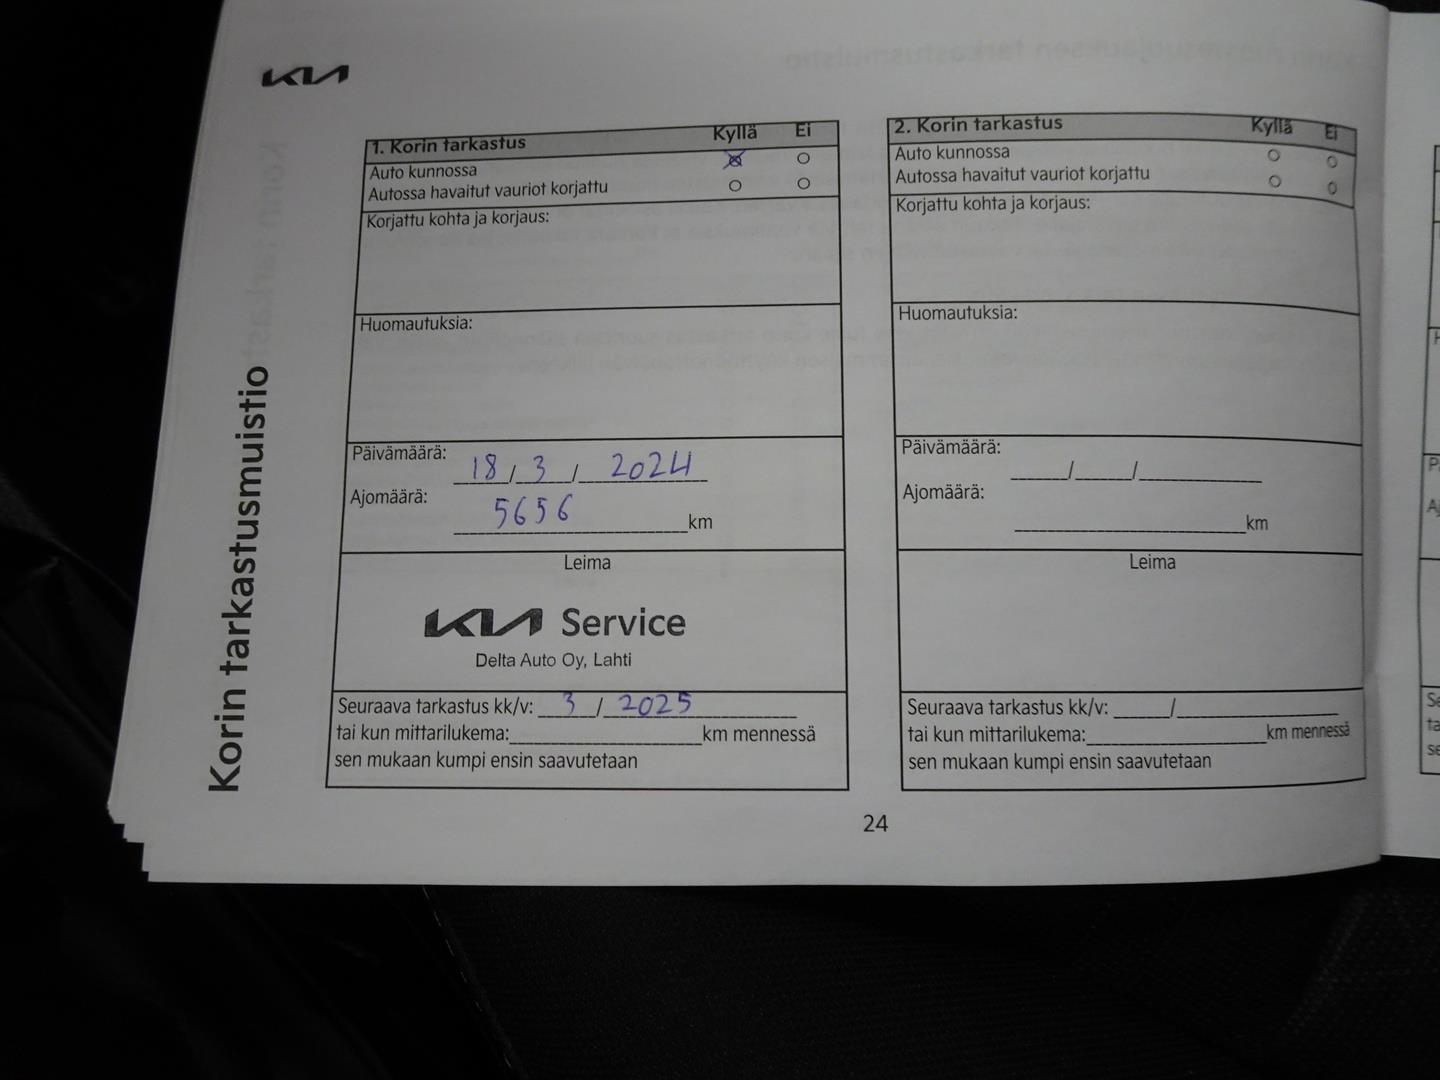 KIA
Korin tarkastusmuistio
1. Korin tarkastus Kyllä Ei
Auto kunnossa
Autossa havaitut vauriot korjattu
Korjattu kohta ja korjaus:
Huomautuksia:
Päivämäärä: 18 / 3 / 2024
Ajomäärä: 5656 km
Leima
KIA Service
Delta Auto Oy, Lahti
Seuraava tarkastus kk/v: 3 / 2025
tai kun mittarilukema: km mennessä
sen mukaan kumpi ensin saavutetaan
2. Korin tarkastus Kyllä Ei
Auto kunnossa
Autossa havaitut vauriot korjattu
Korjattu kohta ja korjaus:
Huomautuksia:
Päivämäärä: / /
Ajomäärä: km
Leima
Seuraava tarkastus kk/v: /
tai kun mittarilukema: km mennessä
sen mukaan kumpi ensin saavutetaan
24